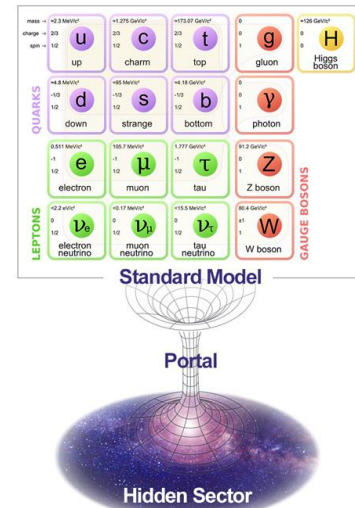 mass → ≈2.3 MeV/c² ≈1.275 GeV/c² ≈173.07 GeV/c² 0 ≈126 GeV/c²
charge → 2/3 2/3 2/3 0 0
spin → 1/2 1/2 1/2 1 0
u c t g H
up charm top gluon Higgs
boson
QUARKS
≈4.8 MeV/c² ≈95 MeV/c² ≈4.18 GeV/c² 0
-1/3 -1/3 -1/3 0
1/2 1/2 1/2 1
d s b γ
down strange bottom photon
0.511 MeV/c² 105.7 MeV/c² 1.777 GeV/c² 91.2 GeV/c²
-1 -1 -1 0
1/2 1/2 1/2 1
e μ τ Z
electron muon tau Z boson
LEPTONS
GAUGE BOSONS
<2.2 eV/c² <0.17 MeV/c² <15.5 MeV/c² 80.4 GeV/c²
0 0 0 ±1
1/2 1/2 1/2 1
νe νμ ντ W
electron muon tau W boson
neutrino neutrino neutrino
Standard Model
Portal
Hidden Sector